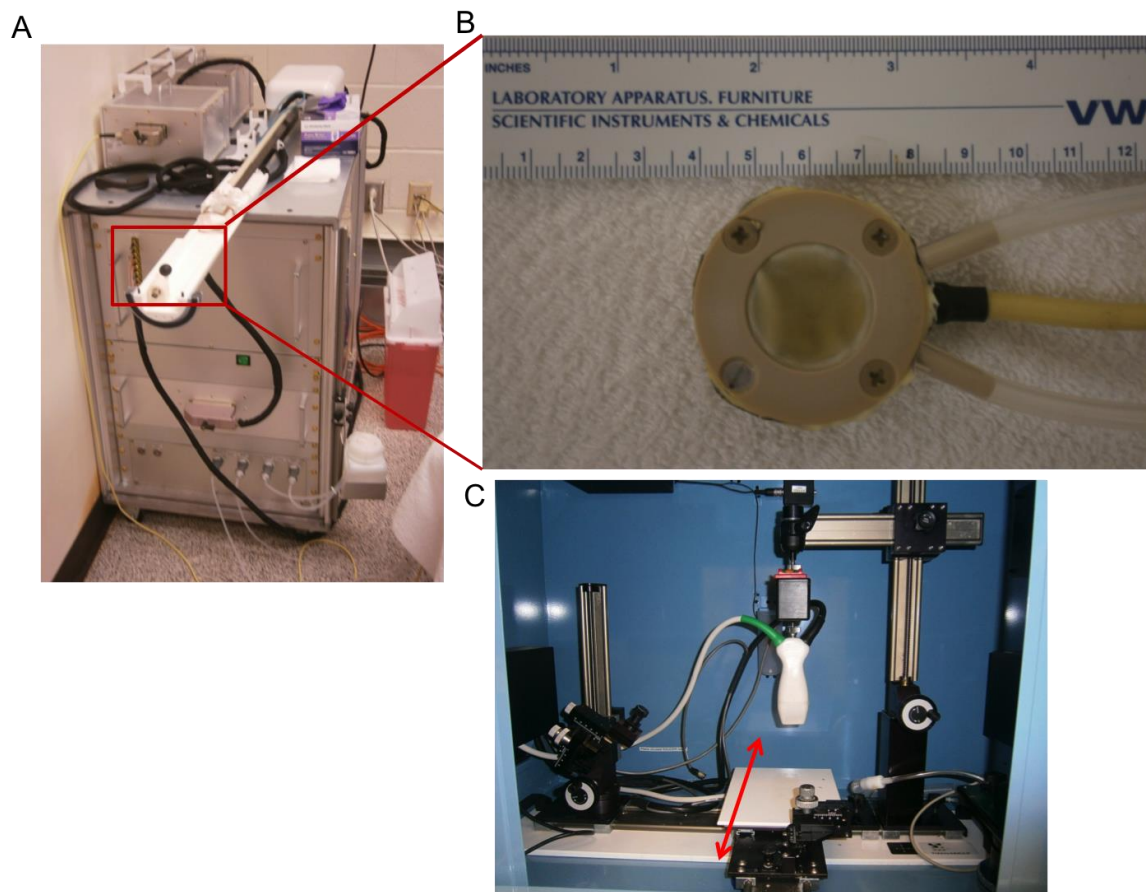 A
B
INCHES 1 2 3 4
LABORATORY APPARATUS. FURNITURE
SCIENTIFIC INSTRUMENTS & CHEMICALS
VW
1 2 3 4 5 6 7 8 9 10 11 12
C